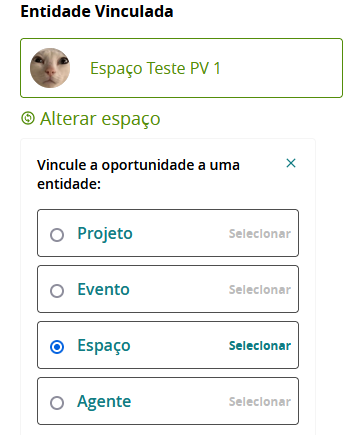 Entidade Vinculada
Espaço Teste PV 1
Alterar espaço
Vincule a oportunidade a uma
entidade:
Projeto Selecionar
Evento Selecionar
Espaço Selecionar
Agente Selecionar